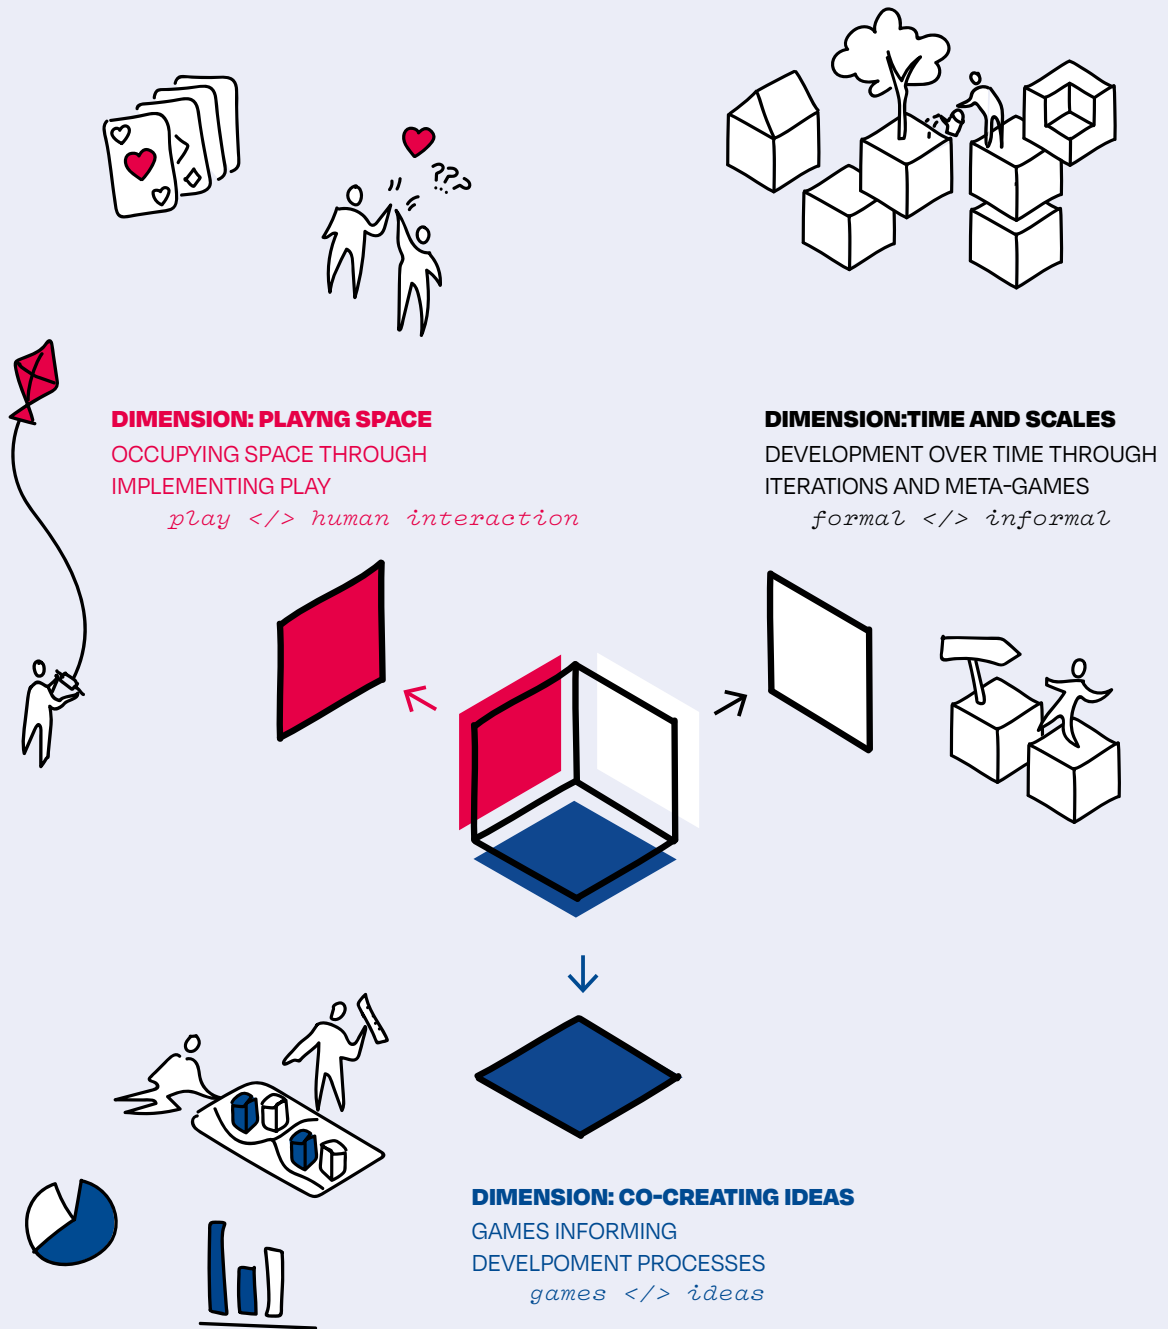 ???
DIMENSION: PLAYNG SPACE
OCCUPYING SPACE THROUGH
IMPLEMENTING PLAY
play </> human interaction
DIMENSION:TIME AND SCALES
DEVELOPMENT OVER TIME THROUGH
ITERATIONS AND META-GAMES
formal </> informal
DIMENSION: CO-CREATING IDEAS
GAMES INFORMING
DEVELPOMENT PROCESSES
games </> ideas